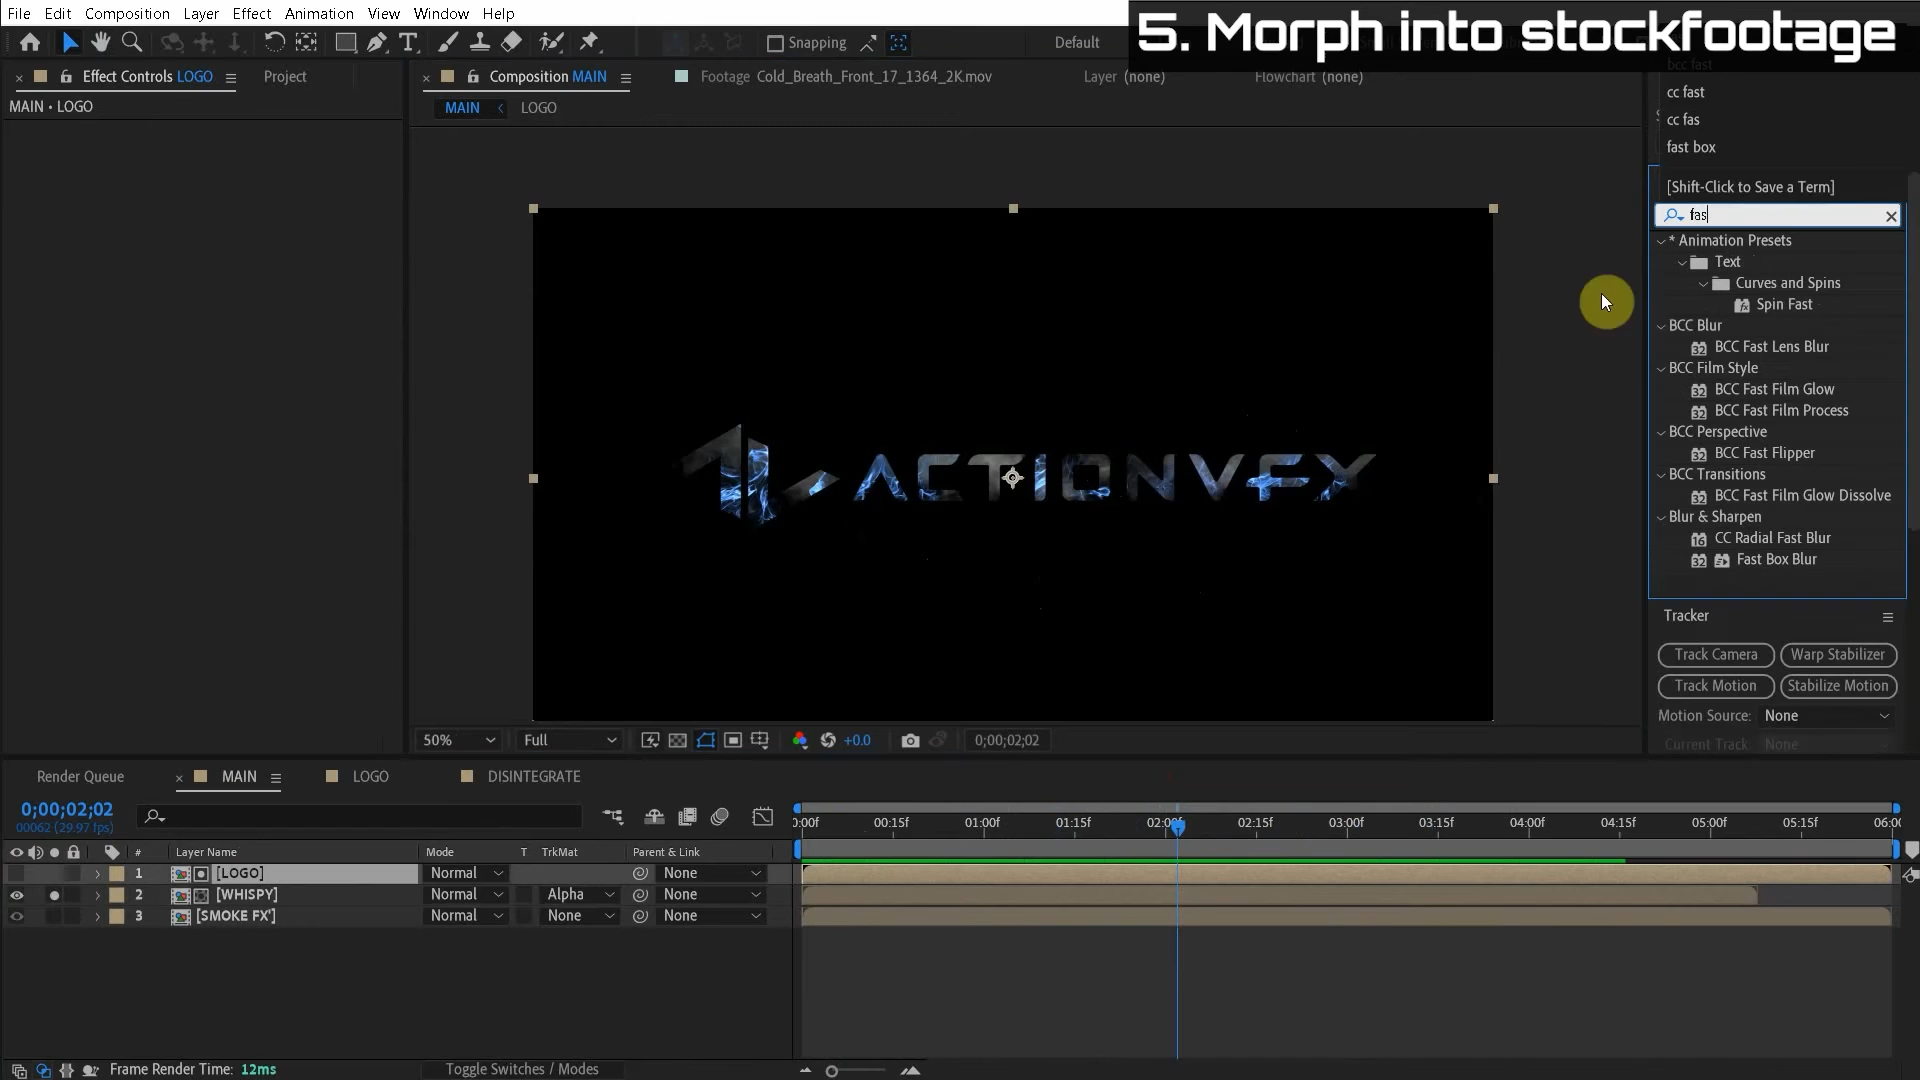 File Edit Composition Layer Effect Animation View Window Help
5. Morph into stockfootage
Snapping
Default
bcc fast
Effect Controls LOGO
Project
Composition MAIN
Footage Cold_Breath_Front_17_1364_2K.mov
Layer (none)
Flowchart (none)
MAIN • LOGO
MAIN
LOGO
cc fast
cc fas
fast box
[Shift-Click to Save a Term]
fas
* Animation Presets
Text
Curves and Spins
Spin Fast
BCC Blur
BCC Fast Lens Blur
BCC Film Style
BCC Fast Film Glow
BCC Fast Film Process
BCC Perspective
BCC Fast Flipper
BCC Transitions
BCC Fast Film Glow Dissolve
Blur & Sharpen
CC Radial Fast Blur
Fast Box Blur
ACTIONVFX
Tracker
Track Camera
Warp Stabilizer
Track Motion
Stabilize Motion
Motion Source: None
Current Track: None
50%
Full
+0.0
0;00;02;02
Render Queue
MAIN
LOGO
DISINTEGRATE
0;00;02;02
00062 (29.97 fps)
0:00f 00:15f 01:00f 01:15f 02:00f 02:15f 03:00f 03:15f 04:00f 04:15f 05:00f 05:15f 06:00
# Layer Name Mode T TrkMat Parent & Link
1 [LOGO] Normal None
2 [WHISPY] Normal Alpha None
3 [SMOKE FX'] Normal None None
Frame Render Time: 12ms
Toggle Switches / Modes